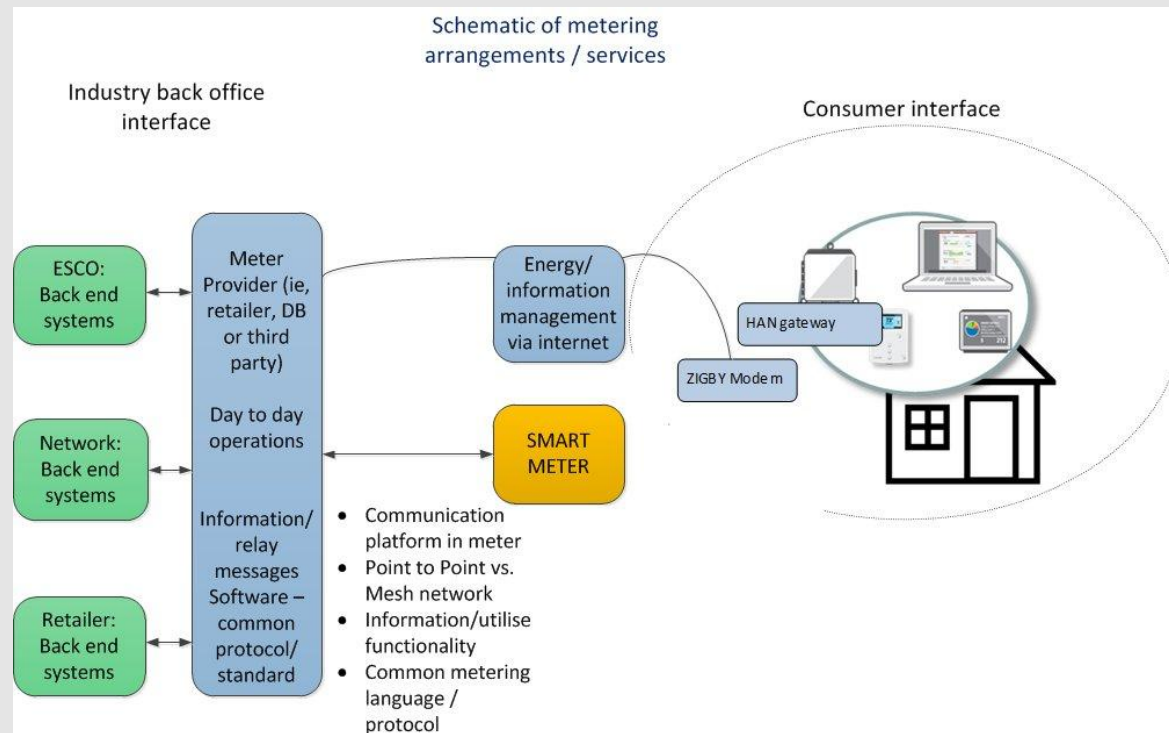 Schematic of metering
arrangements / services
Industry back office
interface
Consumer interface
ESCO:
Back end
systems
Network:
Back end
systems
Retailer:
Back end
systems
Meter
Provider (ie,
retailer, DB
or third
party)
Day to day
operations
Information/
relay
messages
Software –
common
protocol/
standard
Energy/
information
management
via internet
SMART
METER
• Communication
platform in meter
• Point to Point vs.
Mesh network
• Information/utilise
functionality
• Common metering
language /
protocol
HAN gateway
ZIGBY Modem